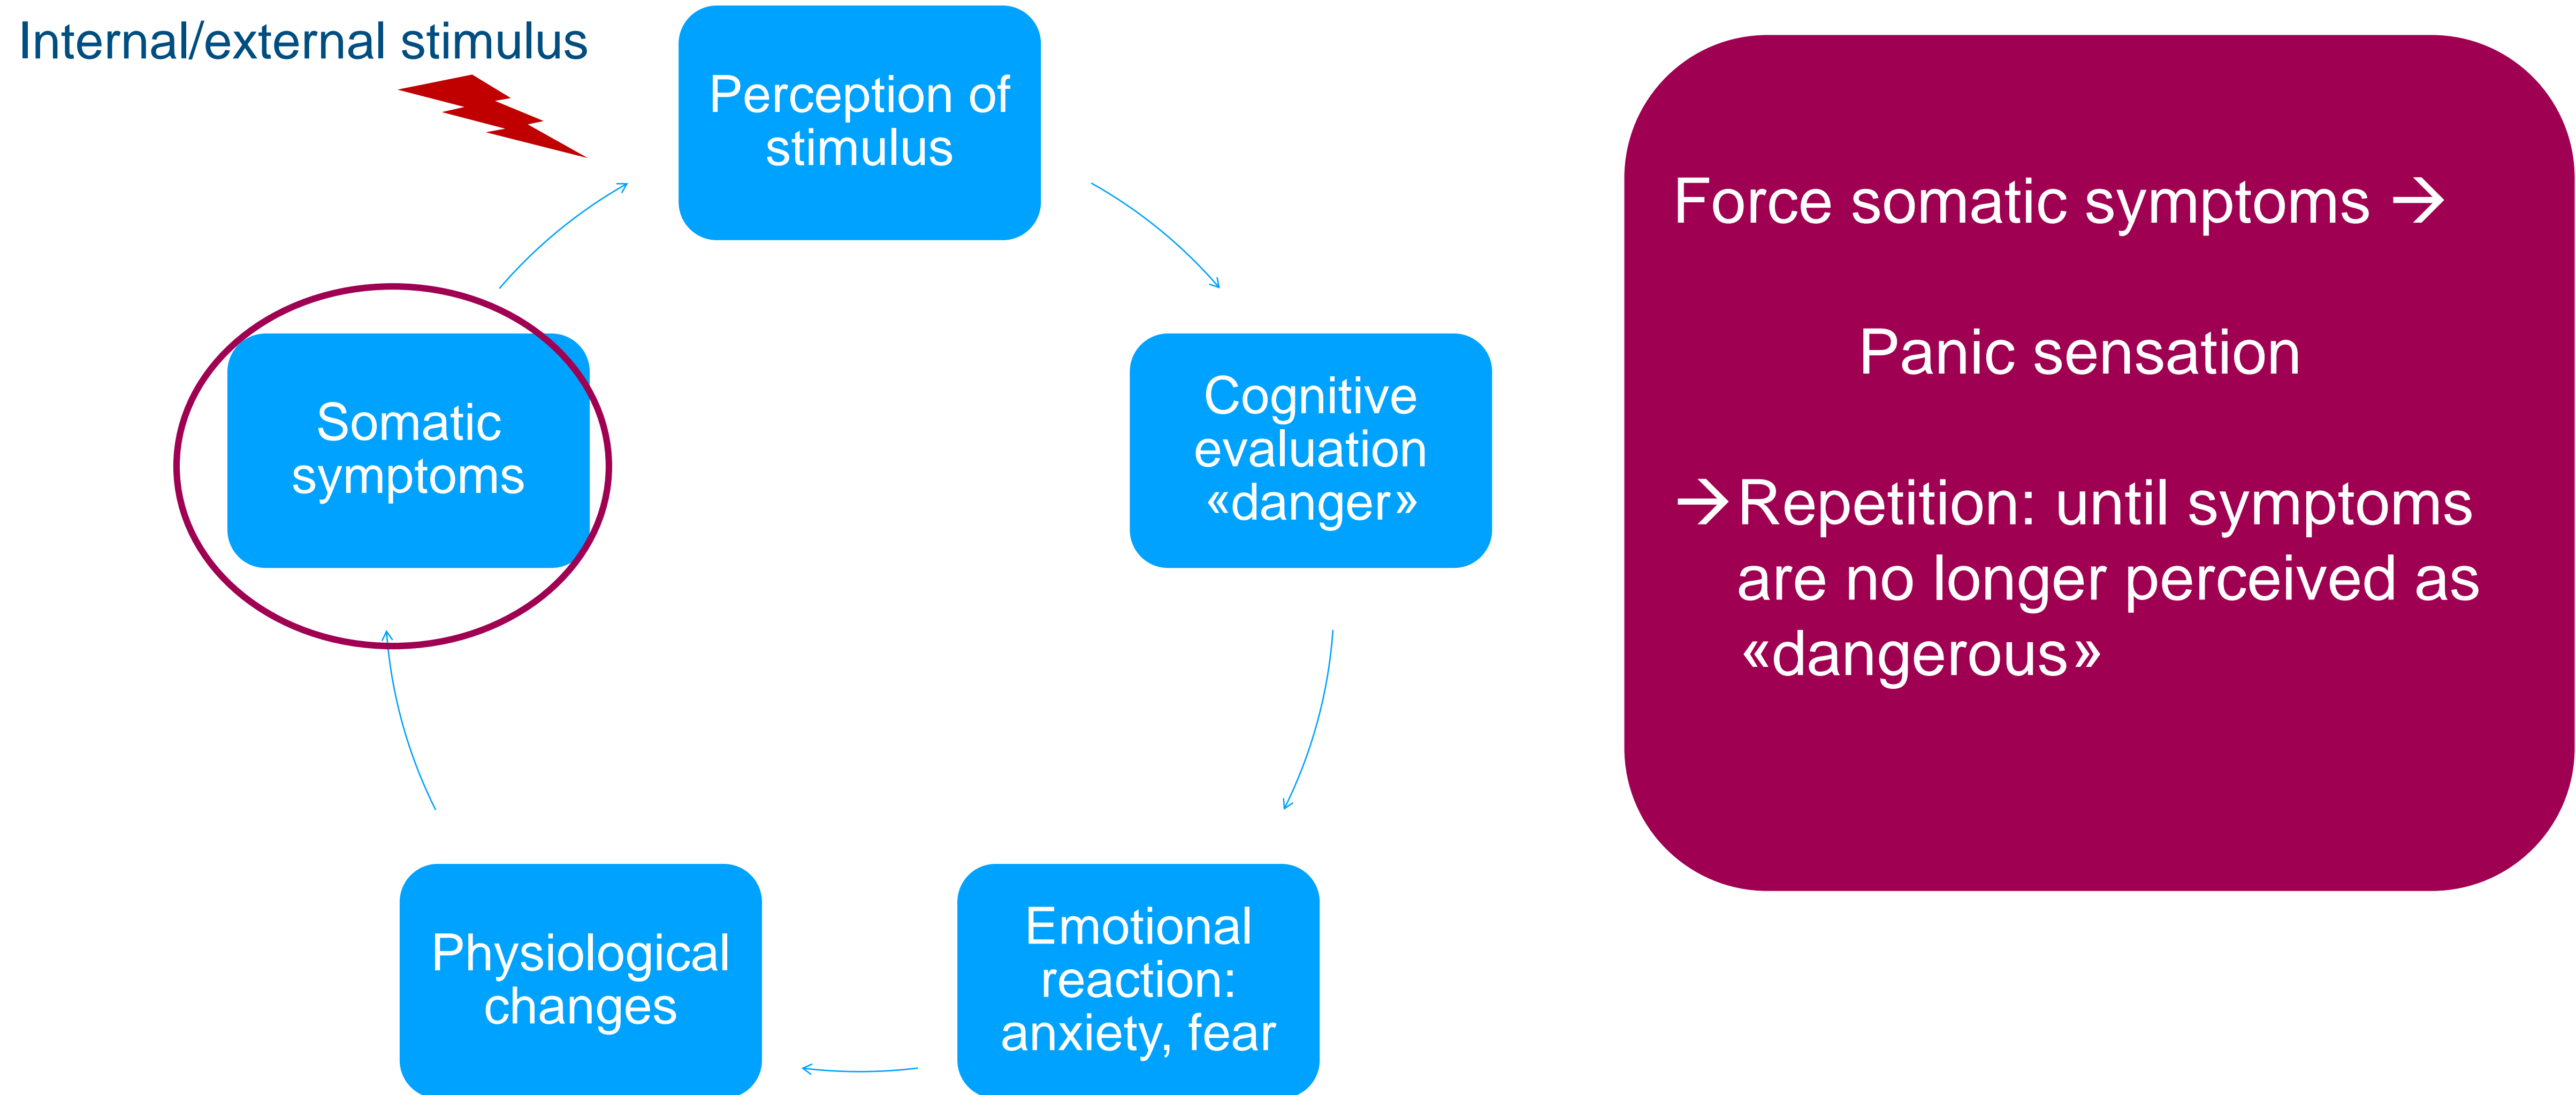 Internal/external stimulus
Perception of
stimulus
Cognitive
evaluation
«danger»
Emotional
reaction:
anxiety, fear
Physiological
changes
Somatic
symptoms
Force somatic symptoms →
Panic sensation
→Repetition: until symptoms
are no longer perceived as
«dangerous»